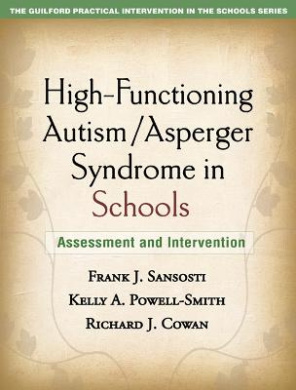 THE GUILFORD PRACTICAL INTERVENTION IN THE SCHOOLS SERIES
High-Functioning
Autism/Asperger
Syndrome in
Schools
Assessment and Intervention
Frank J. Sansosti
Kelly A. Powell-Smith
Richard J. Cowan